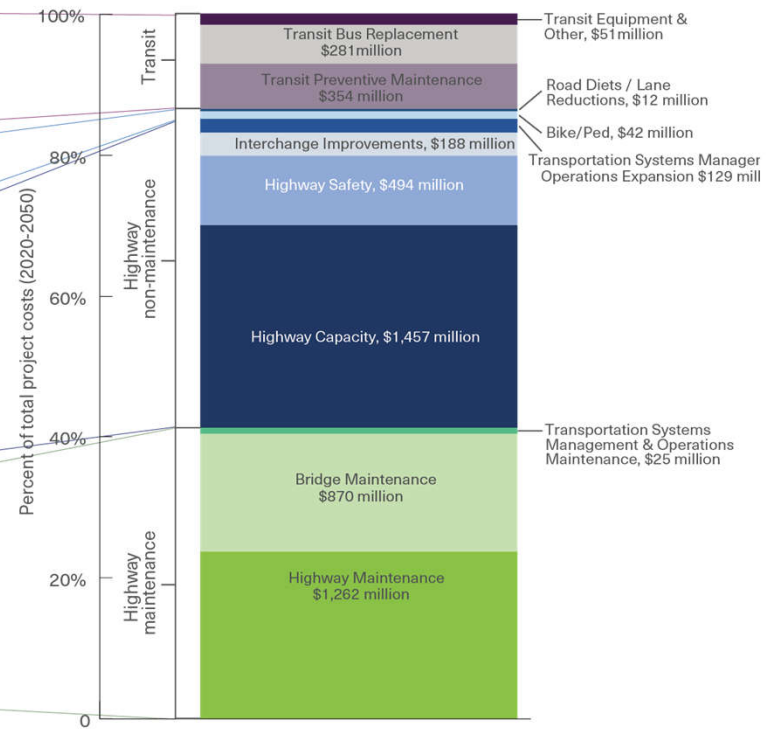 100%
80%
60%
40%
20%
0
Percent of total project costs (2020-2050)
Transit
Highway
non-maintenance
Highway
maintenance
Transit Bus Replacement
$281million
Transit Preventive Maintenance
$354 million
Interchange Improvements, $188 million
Highway Safety, $494 million
Highway Capacity, $1,457 million
Bridge Maintenance
$870 million
Highway Maintenance
$1,262 million
Transit Equipment &
Other, $51million
Road Diets / Lane
Reductions, $12 million
Bike/Ped, $42 million
Transportation Systems Manager
Operations Expansion $129 mill
Transportation Systems
Management & Operations
Maintenance, $25 million